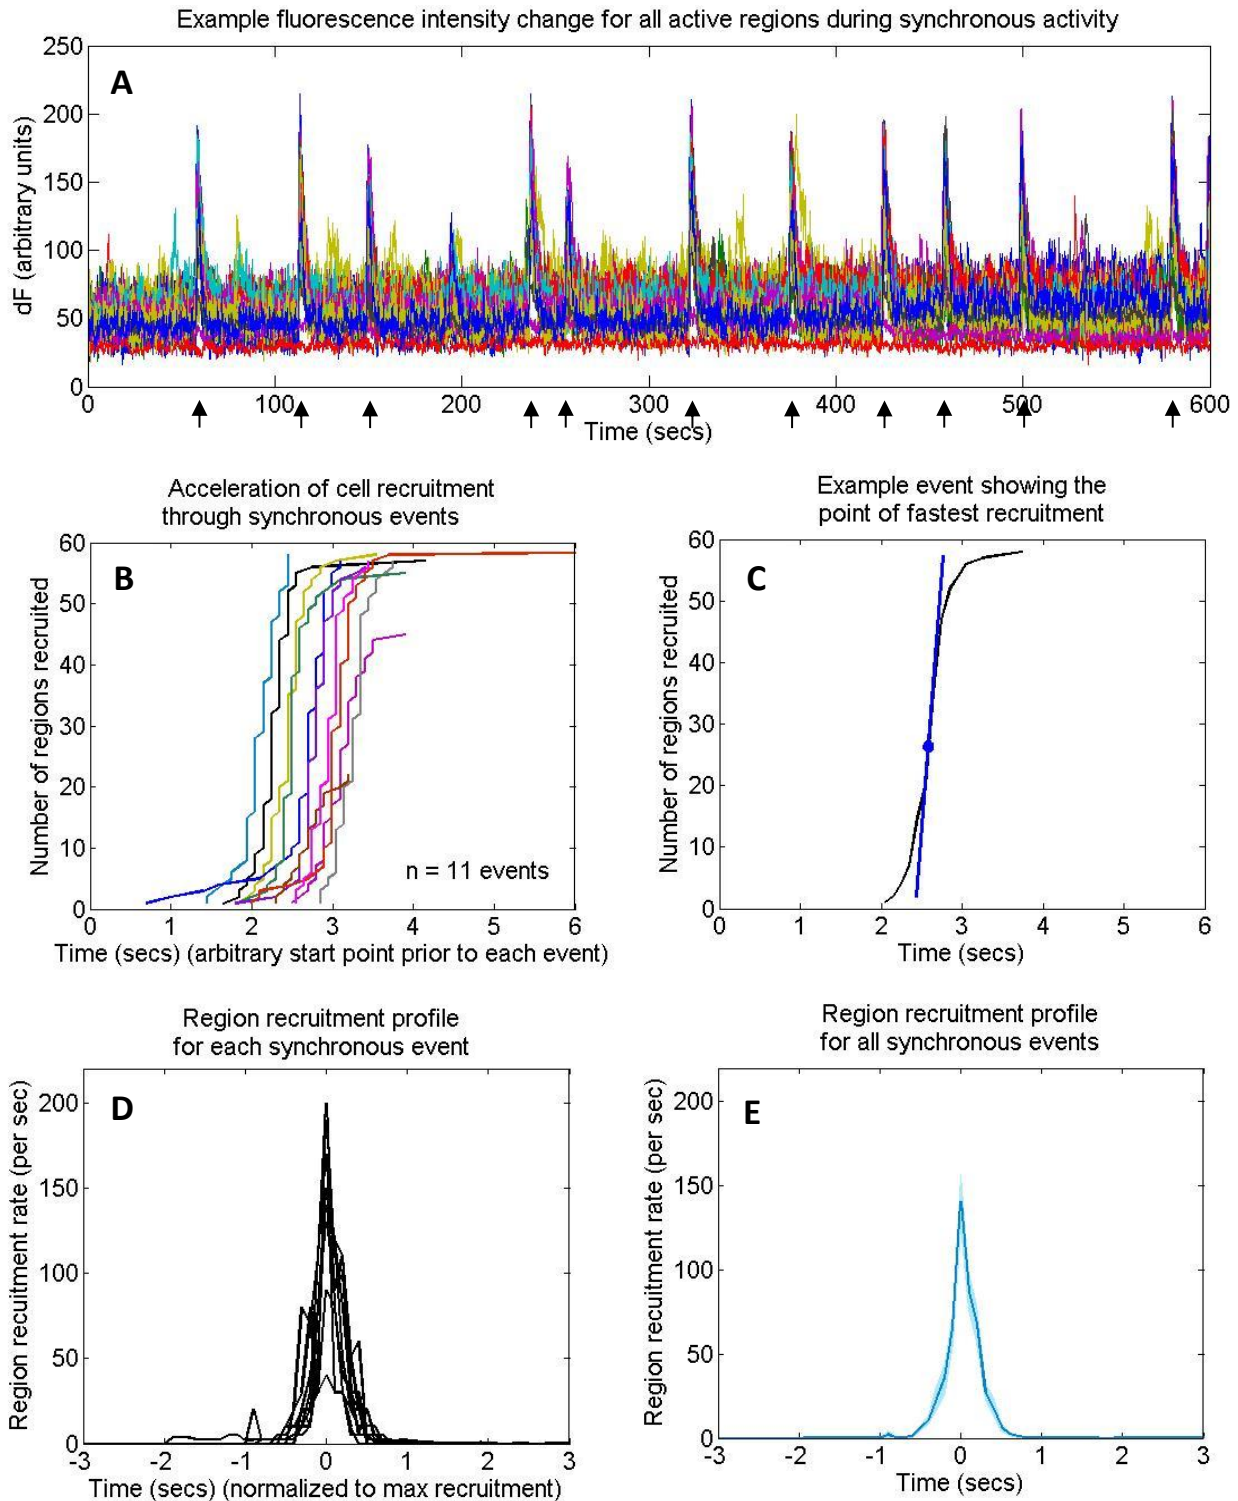 Example fluorescence intensity change for all active regions during synchronous activity
A
dF (arbitrary units)
250
200
150
100
50
0
0 100 200 300 400 500 600
Time (secs)
Acceleration of cell recruitment
through synchronous events
B
Number of regions recruited
60
50
40
30
20
10
0
n = 11 events
0 1 2 3 4 5 6
Time (secs) (arbitrary start point prior to each event)
Example event showing the
point of fastest recruitment
C
Number of regions recruited
60
50
40
30
20
10
0
0 1 2 3 4 5 6
Time (secs)
Region recruitment profile
for each synchronous event
D
Region recuitment rate (per sec)
200
150
100
50
0
-3 -2 -1 0 1 2 3
Time (secs) (normalized to max recruitment)
Region recruitment profile
for all synchronous events
E
Region recuitment rate (per sec)
200
150
100
50
0
-3 -2 -1 0 1 2 3
Time (secs)